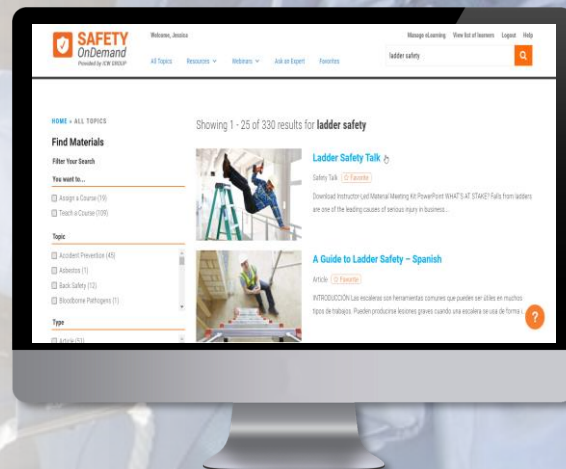 SAFETY
OnDemand
Provided by ICW GROUP
Welcome, Jessica
Manage eLearning View list of learners Logout Help
All Topics Resources Webinars Ask an Expert Favorites
ladder safety
HOME » ALL TOPICS
Find Materials
Filter Your Search
You want to...
Assign a Course (19)
Teach a Course (109)
Topic
Accident Prevention (45)
Asbestos (1)
Back Safety (12)
Bloodborne Pathogens (1)
Type
Article (51)
Showing 1 - 25 of 330 results for ladder safety
Ladder Safety Talk
Safety Talk Favorite
Download Instructor-Led Material Meeting Kit PowerPoint WHAT'S AT STAKE? Falls from ladders
are one of the leading causes of serious injury in business...
A Guide to Ladder Safety – Spanish
Article Favorite
INTRODUCCIÓN Las escaleras son herramientas comunes que pueden ser útiles en muchos
tipos de trabajos. Pueden producirse lesiones graves cuando una escalera se usa de forma
?